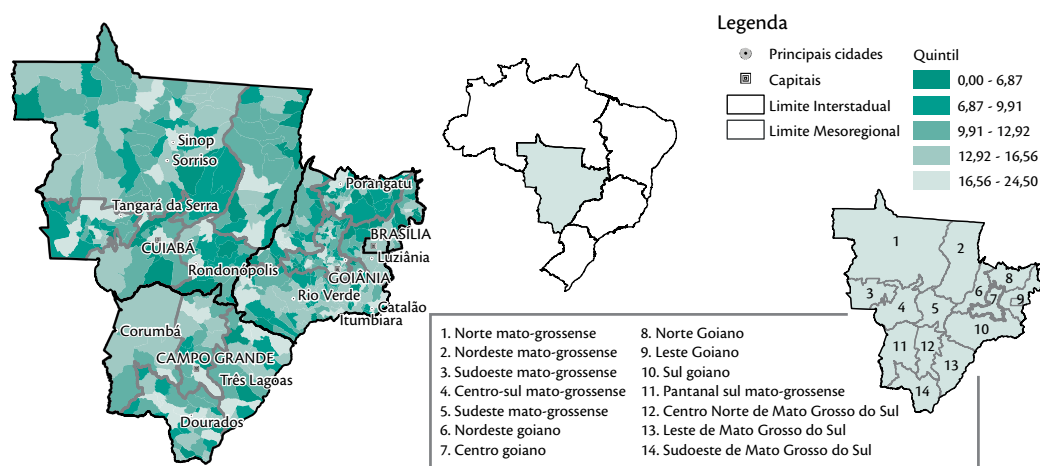 Legenda
Principais cidades
Capitais
Limite Interstadual
Limite Mesoregional
Quintil
0,00 - 6,87
6,87 - 9,91
9,91 - 12,92
12,92 - 16,56
16,56 - 24,50
Sinop
Sorriso
Tangará da Serra
CUIABÁ
Rondonópolis
Porangatu
BRASÍLIA
Luziânia
GOIÂNIA
Rio Verde
Catalão
Itumbiara
Corumbá
CAMPO GRANDE
Três Lagoas
Dourados
1
2
3
4
5
6
7
8
9
10
11
12
13
14
1. Norte mato-grossense
2. Nordeste mato-grossense
3. Sudoeste mato-grossense
4. Centro-sul mato-grossense
5. Sudeste mato-grossense
6. Nordeste goiano
7. Centro goiano
8. Norte Goiano
9. Leste Goiano
10. Sul goiano
11. Pantanal sul mato-grossense
12. Centro Norte de Mato Grosso do Sul
13. Leste de Mato Grosso do Sul
14. Sudoeste de Mato Grosso do Sul